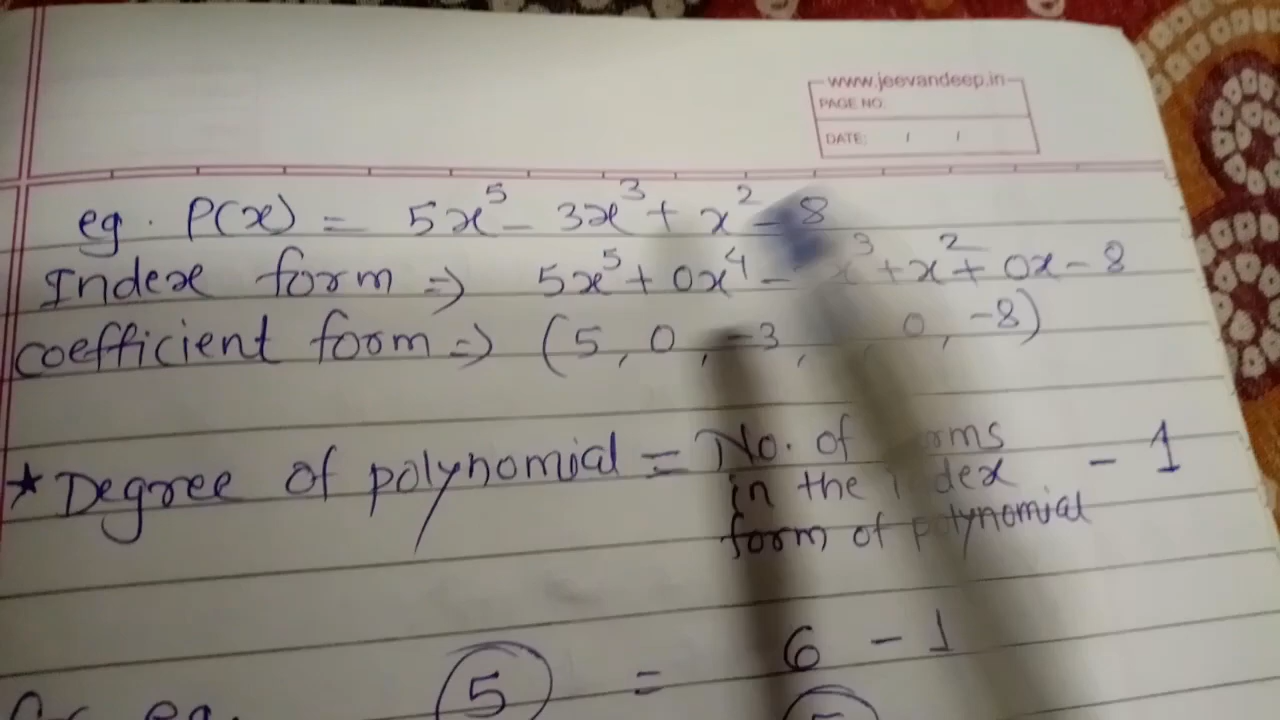 www.jeevandeep.in
PAGE NO.
DATE: / /
eg. P(x) = 5x⁵ - 3x³ + x² - 8
Index form ⇒ 5x⁵ + 0x⁴ - x³ + x² + 0x - 8
coefficient form ⇒ (5, 0, -3, , 0, -8)
★ Degree of polynomial = No. of - 1
in the
form of polynomial
5 = 6 - 1
eg.